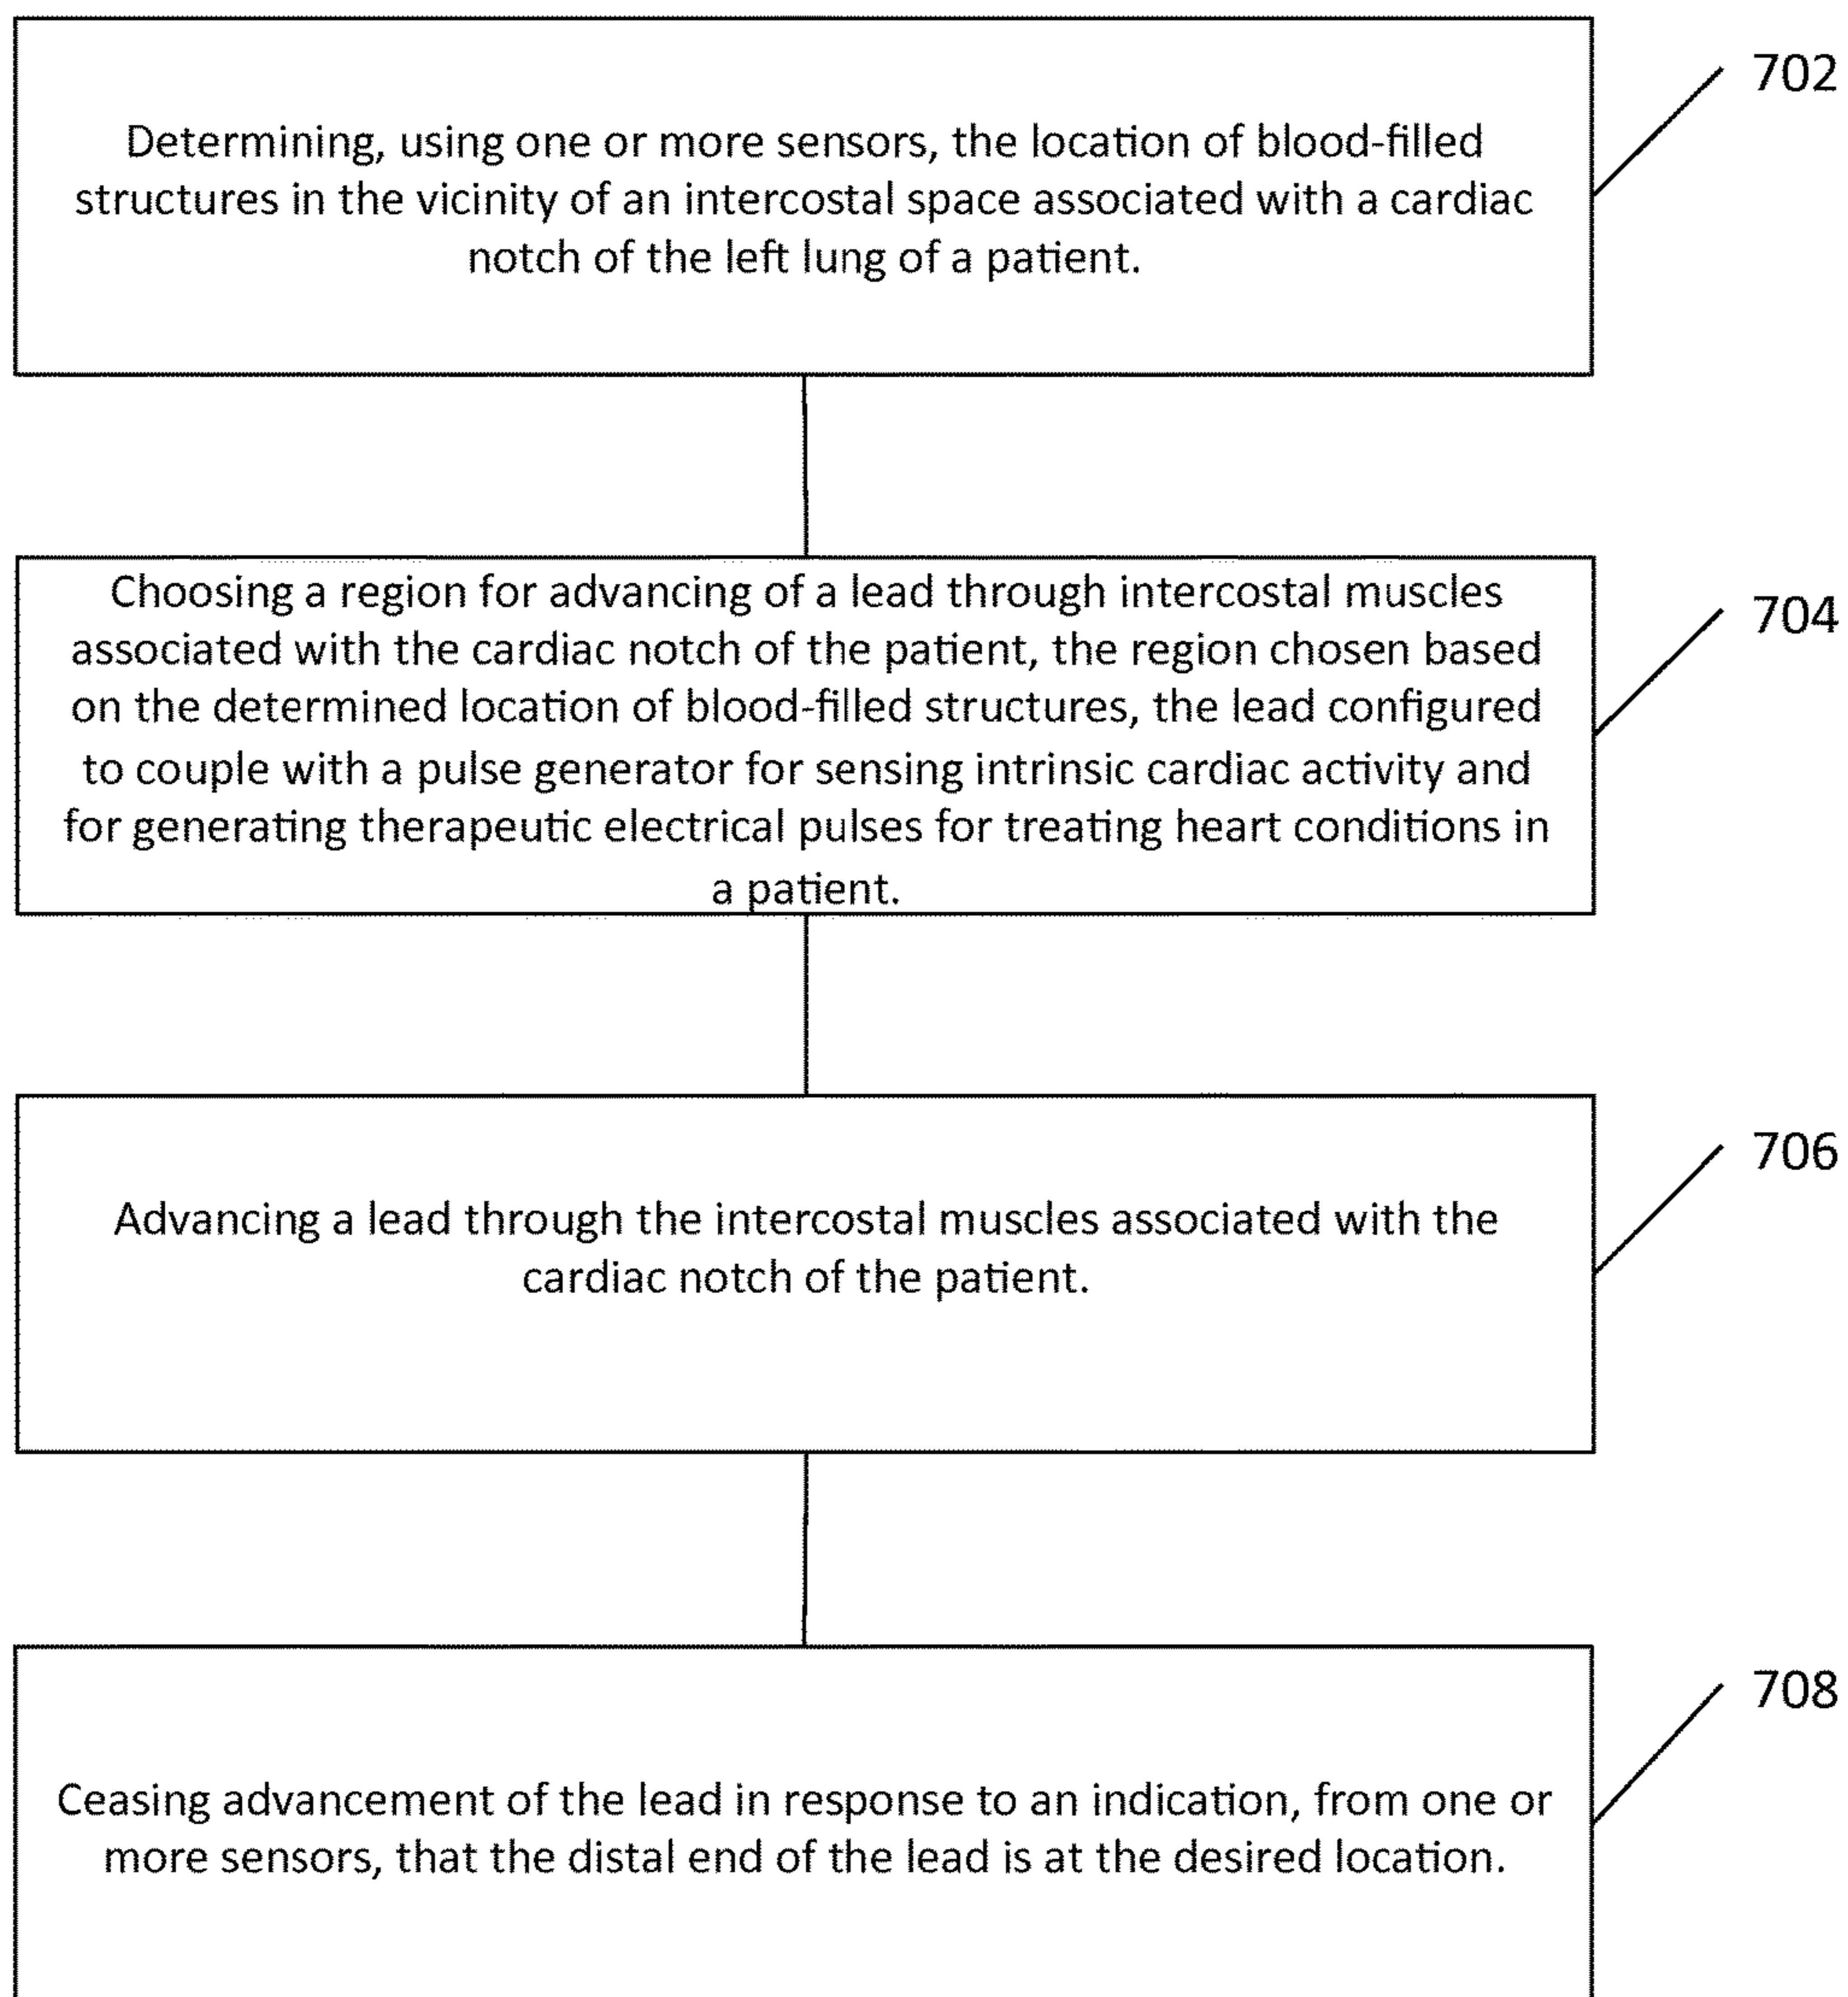 702
Determining, using one or more sensors, the location of blood-filled
structures in the vicinity of an intercostal space associated with a cardiac
notch of the left lung of a patient.
704
Choosing a region for advancing of a lead through intercostal muscles
associated with the cardiac notch of the patient, the region chosen based
on the determined location of blood-filled structures, the lead configured
to couple with a pulse generator for sensing intrinsic cardiac activity and
for generating therapeutic electrical pulses for treating heart conditions in
a patient.
706
Advancing a lead through the intercostal muscles associated with the
cardiac notch of the patient.
708
Ceasing advancement of the lead in response to an indication, from one or
more sensors, that the distal end of the lead is at the desired location.